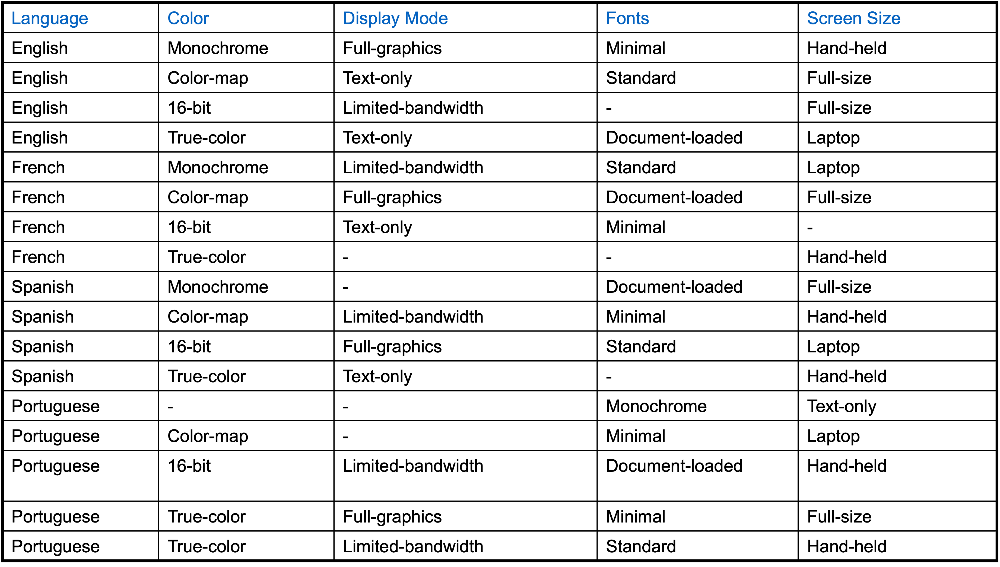 Language Color Display Mode Fonts Screen Size
English Monochrome Full-graphics Minimal Hand-held
English Color-map Text-only Standard Full-size
English 16-bit Limited-bandwidth - Full-size
English True-color Text-only Document-loaded Laptop
French Monochrome Limited-bandwidth Standard Laptop
French Color-map Full-graphics Document-loaded Full-size
French 16-bit Text-only Minimal -
French True-color - - Hand-held
Spanish Monochrome - Document-loaded Full-size
Spanish Color-map Limited-bandwidth Minimal Hand-held
Spanish 16-bit Full-graphics Standard Laptop
Spanish True-color Text-only - Hand-held
Portuguese - - Monochrome Text-only
Portuguese Color-map - Minimal Laptop
Portuguese 16-bit Limited-bandwidth Document-loaded Hand-held
Portuguese True-color Full-graphics Minimal Full-size
Portuguese True-color Limited-bandwidth Standard Hand-held